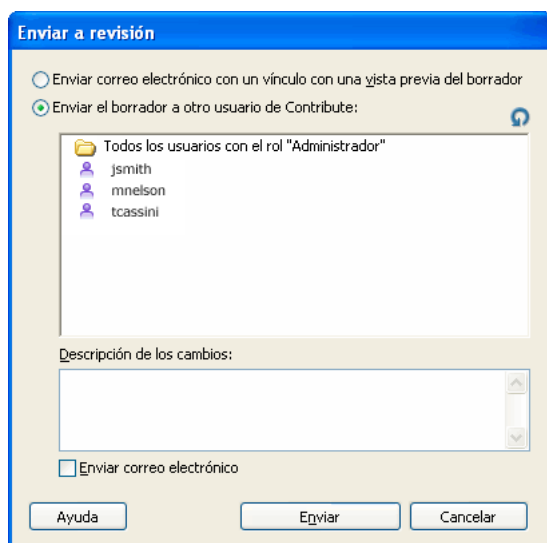 Enviar a revisión
Enviar correo electrónico con un vínculo con una vista previa del borrador
Enviar el borrador a otro usuario de Contribute:
Todos los usuarios con el rol "Administrador"
jsmith
mnelson
tcassini
Descripción de los cambios:
Enviar correo electrónico
Ayuda
Enviar
Cancelar